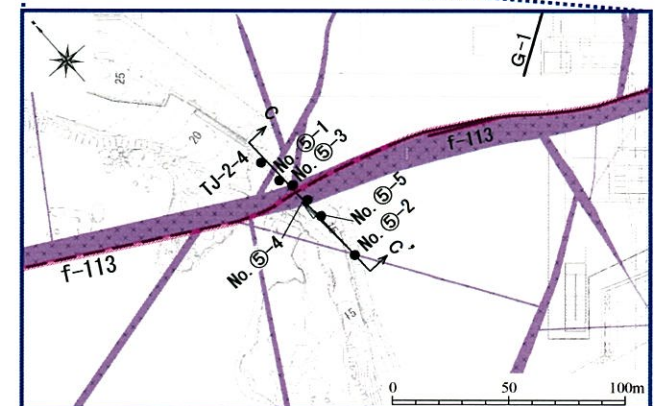 G-1
25
20
C
No. ⑤-1
No. ⑤-3
TJ-2-4
f-113
No. ⑤-5
No. ⑤-2
No. ⑤-4
C'
f-113
15
0 50 100m